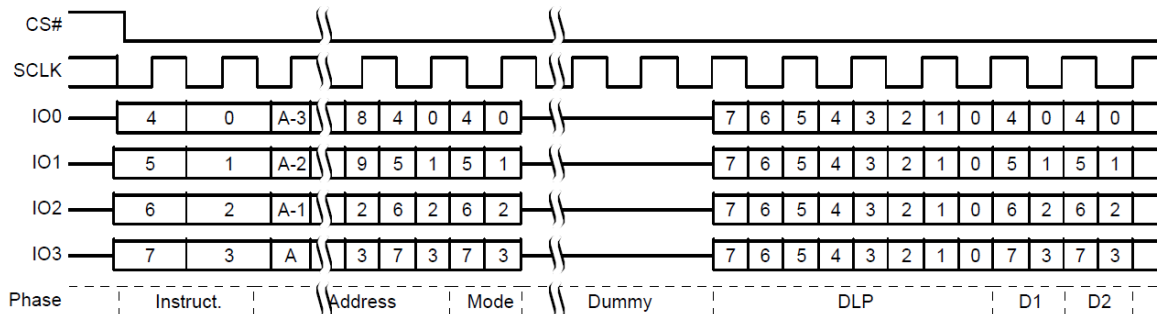 CS#
SCLK
IO0 4 0 A-3 8 4 0 4 0 7 6 5 4 3 2 1 0 4 0 4 0
IO1 5 1 A-2 9 5 1 5 1 7 6 5 4 3 2 1 0 5 1 5 1
IO2 6 2 A-1 2 6 2 6 2 7 6 5 4 3 2 1 0 6 2 6 2
IO3 7 3 A 3 7 3 7 3 7 6 5 4 3 2 1 0 7 3 7 3
Phase Instruct. Address Mode Dummy DLP D1 D2